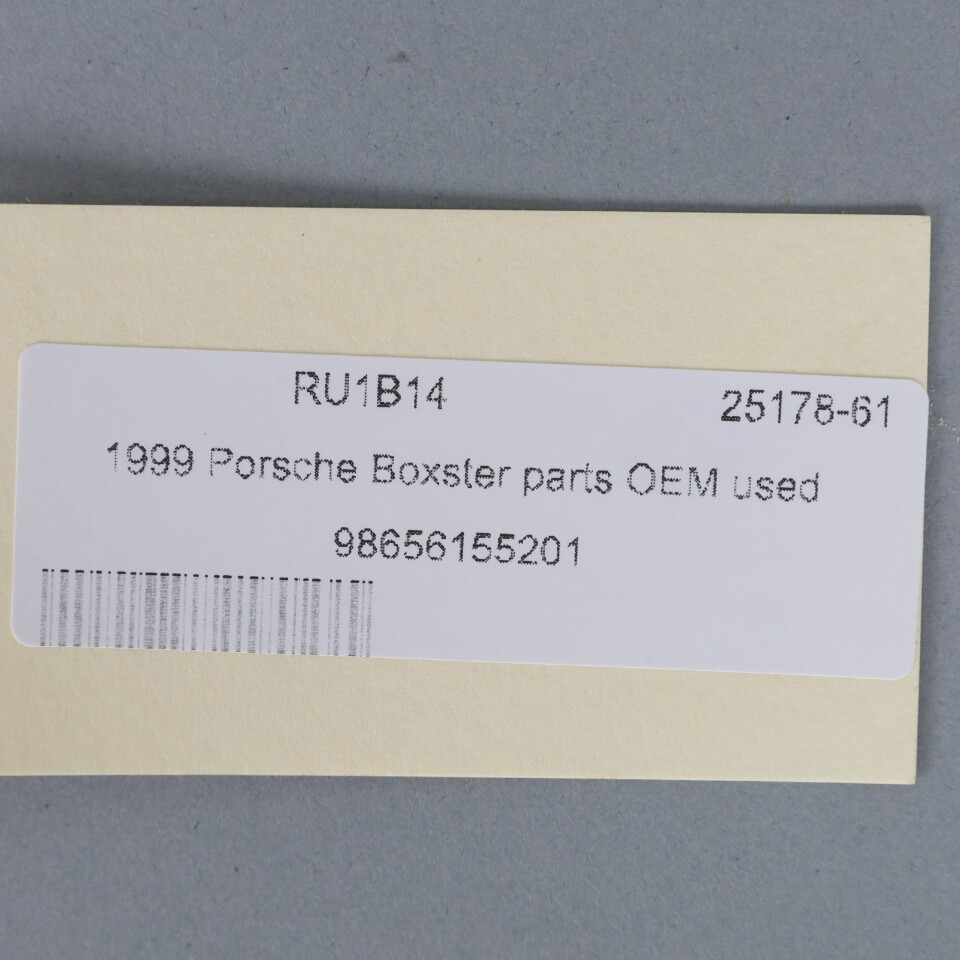 RU1B14 25178-61
1999 Porsche Boxster parts OEM used
98656155201